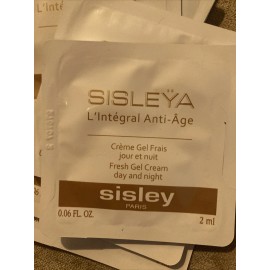 L'Inté
SISLEŸA
L'Intégral Anti-Âge
Crème Gel Frais
jour et nuit
Fresh Gel Cream
day and night
sisley
PARIS
0.06 FL. OZ. 2 ml